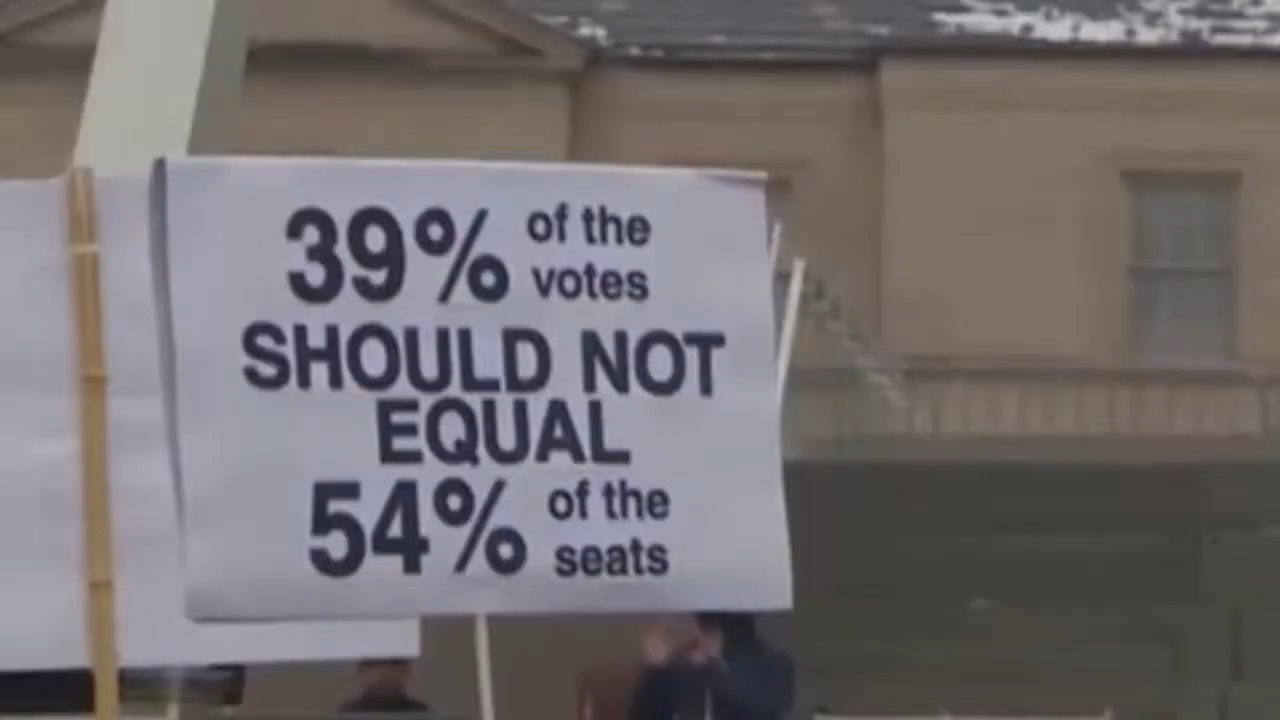 39% of the
votes
SHOULD NOT
EQUAL
54% of the
seats